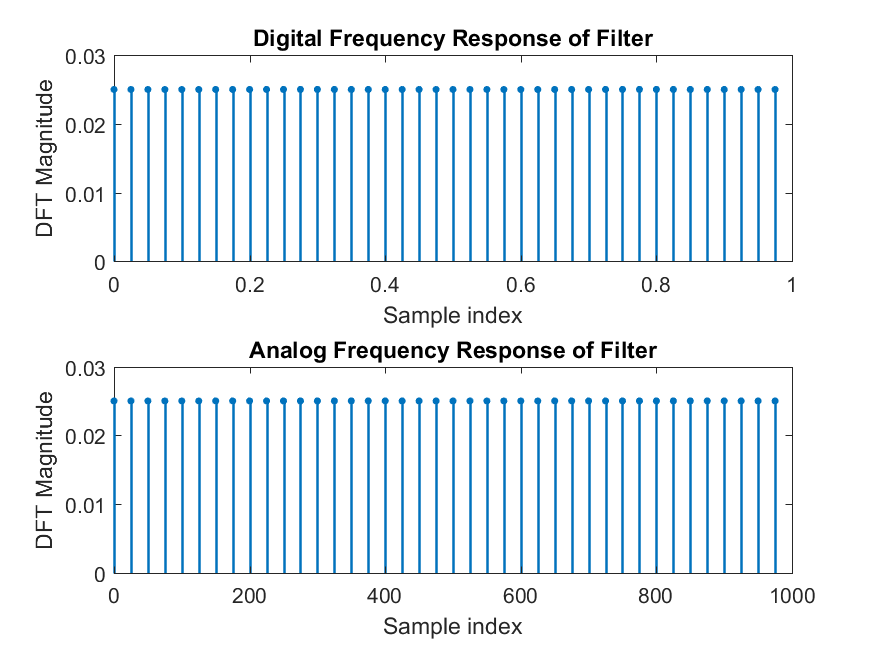 Digital Frequency Response of Filter
0.03
0.02
0.01
0
DFT Magnitude
0 0.2 0.4 0.6 0.8 1
Sample index
Analog Frequency Response of Filter
0.03
0.02
0.01
0
DFT Magnitude
0 200 400 600 800 1000
Sample index